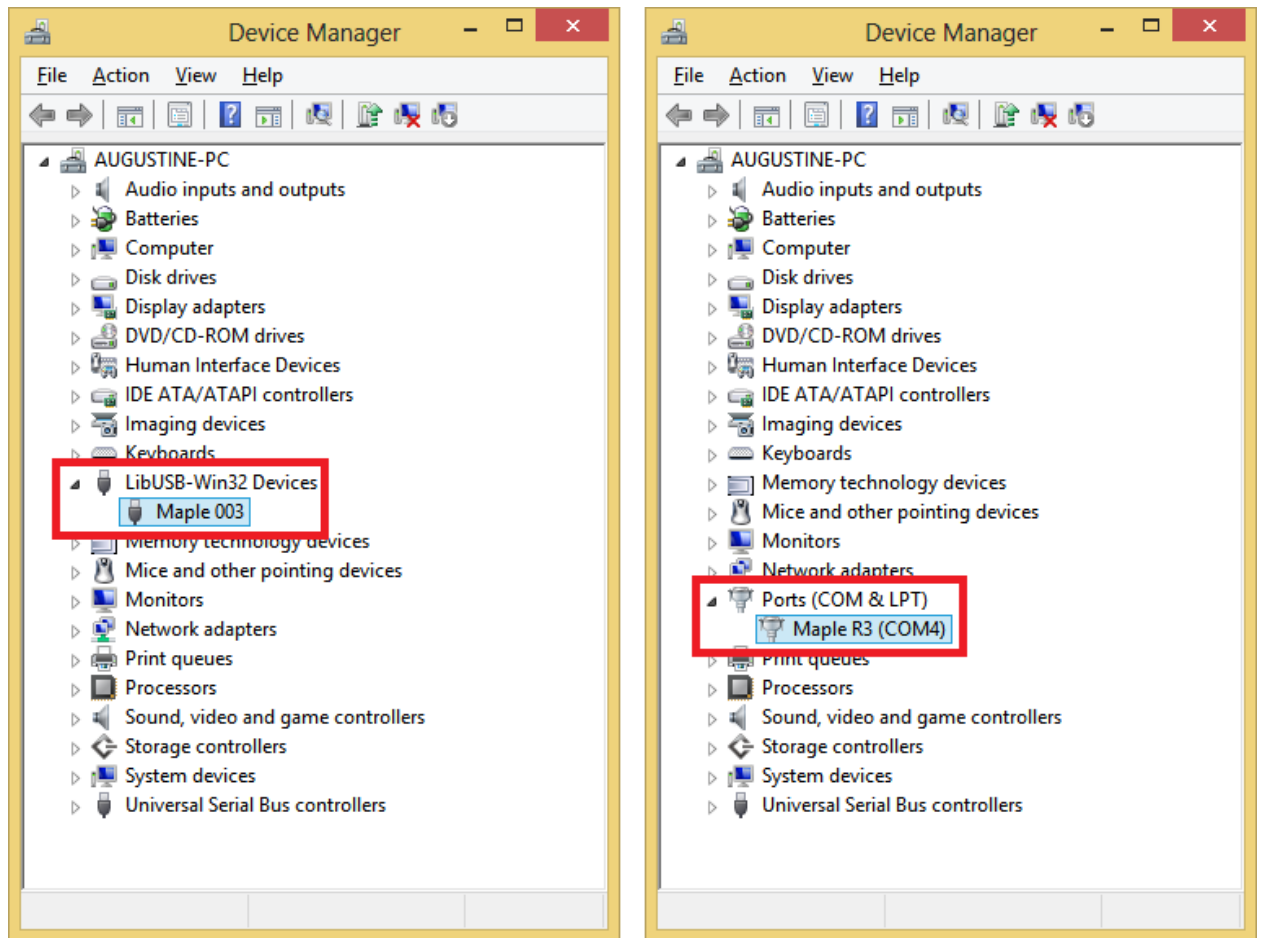 Device Manager
File Action View Help
AUGUSTINE-PC
Audio inputs and outputs
Batteries
Computer
Disk drives
Display adapters
DVD/CD-ROM drives
Human Interface Devices
IDE ATA/ATAPI controllers
Imaging devices
Keyboards
LibUSB-Win32 Devices
Maple 003
Memory technology devices
Mice and other pointing devices
Monitors
Network adapters
Print queues
Processors
Sound, video and game controllers
Storage controllers
System devices
Universal Serial Bus controllers
Device Manager
File Action View Help
AUGUSTINE-PC
Audio inputs and outputs
Batteries
Computer
Disk drives
Display adapters
DVD/CD-ROM drives
Human Interface Devices
IDE ATA/ATAPI controllers
Imaging devices
Keyboards
Memory technology devices
Mice and other pointing devices
Monitors
Network adapters
Ports (COM & LPT)
Maple R3 (COM4)
Print queues
Processors
Sound, video and game controllers
Storage controllers
System devices
Universal Serial Bus controllers